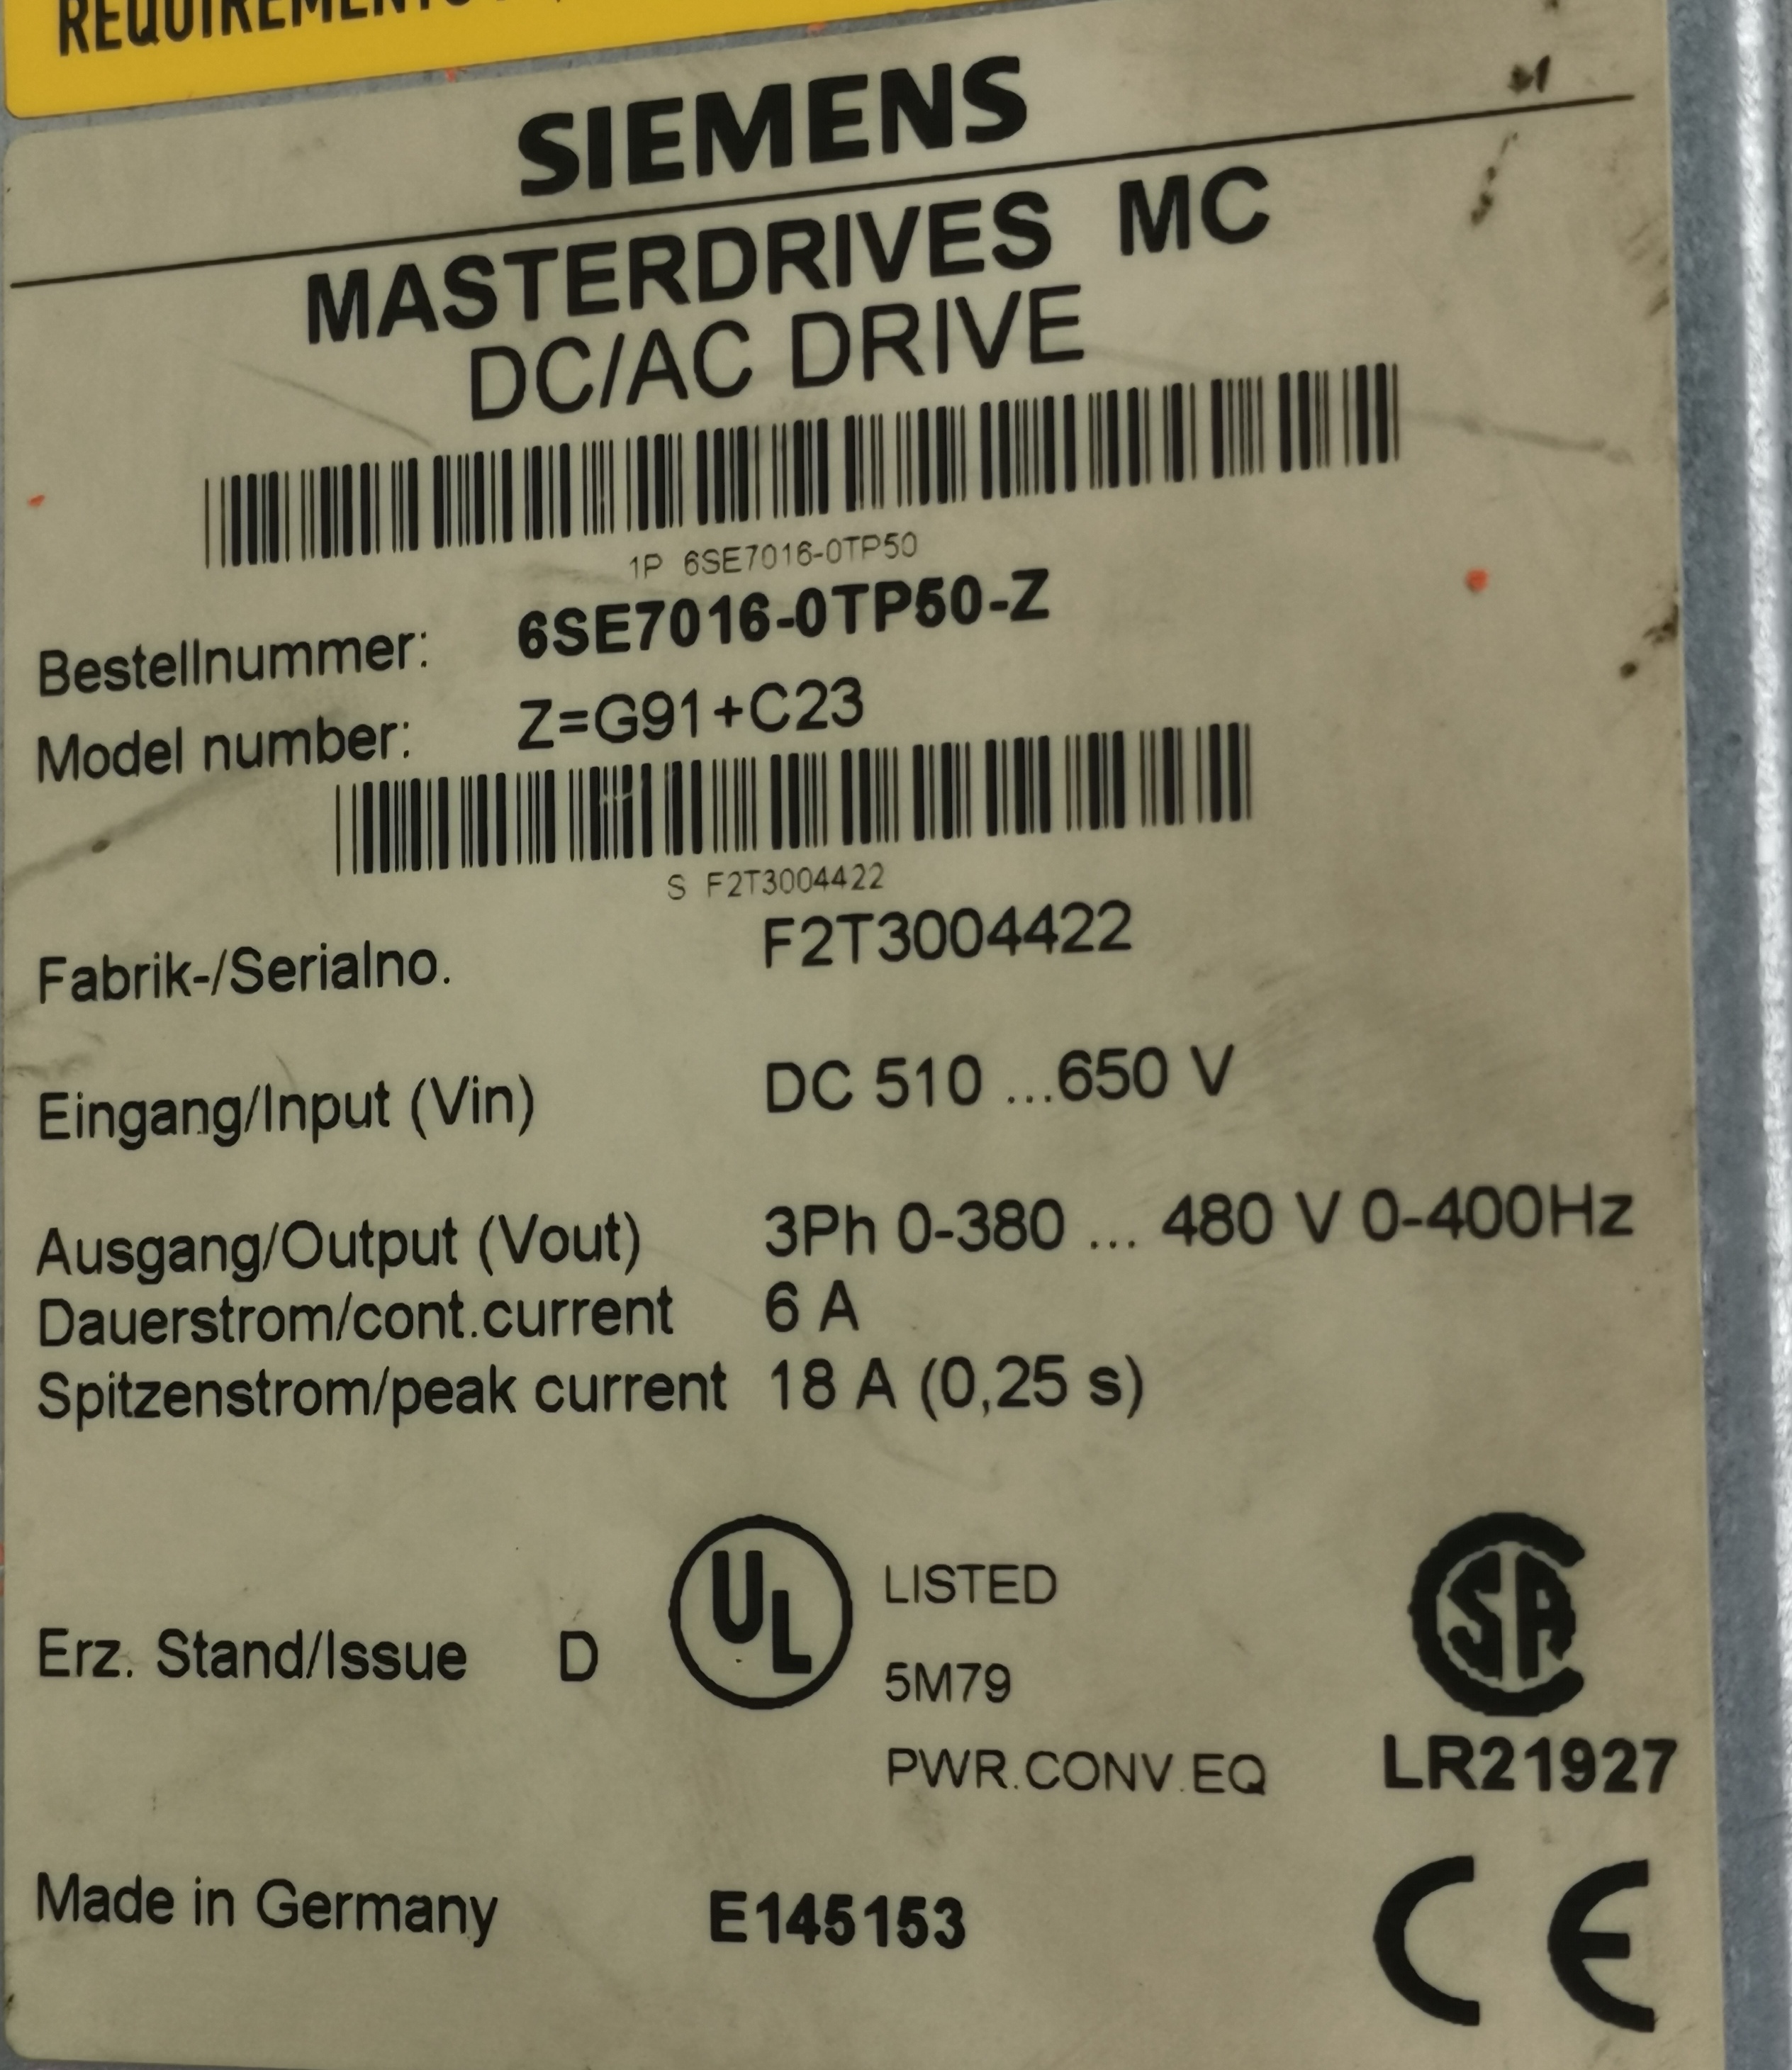 REQUIREMENTS
SIEMENS
MASTERDRIVES MC
DC/AC DRIVE
1P 6SE7016-0TP50
Bestellnummer: 6SE7016-0TP50-Z
Model number: Z=G91+C23
S F2T3004422
Fabrik-/Serialno. F2T3004422
Eingang/Input (Vin) DC 510 ...650 V
Ausgang/Output (Vout) 3Ph 0-380 ... 480 V 0-400Hz
Dauerstrom/cont.current 6 A
Spitzenstrom/peak current 18 A (0,25 s)
Erz. Stand/Issue D
UL
LISTED
5M79
PWR.CONV.EQ
SA
LR21927
Made in Germany
E145153
CE